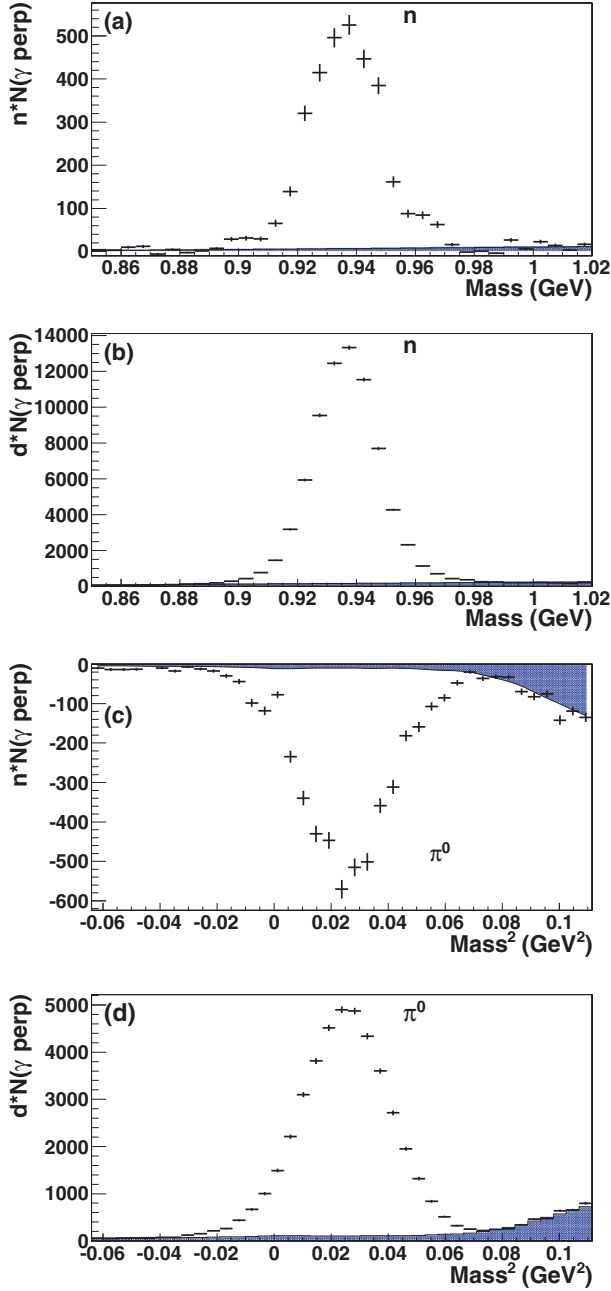 (a)
n
n*N(γ perp)
500
400
300
200
100
0
0.86 0.88 0.9 0.92 0.94 0.96 0.98 1 1.02
Mass (GeV)
(b)
n
d*N(γ perp)
14000
12000
10000
8000
6000
4000
2000
0
0.86 0.88 0.9 0.92 0.94 0.96 0.98 1 1.02
Mass (GeV)
(c)
n*N(γ perp)
0
-100
-200
-300
-400
-500
-600
π⁰
-0.06 -0.04 -0.02 0 0.02 0.04 0.06 0.08 0.1
Mass² (GeV²)
(d)
π⁰
d*N(γ perp)
5000
4000
3000
2000
1000
0
-0.06 -0.04 -0.02 0 0.02 0.04 0.06 0.08 0.1
Mass² (GeV²)